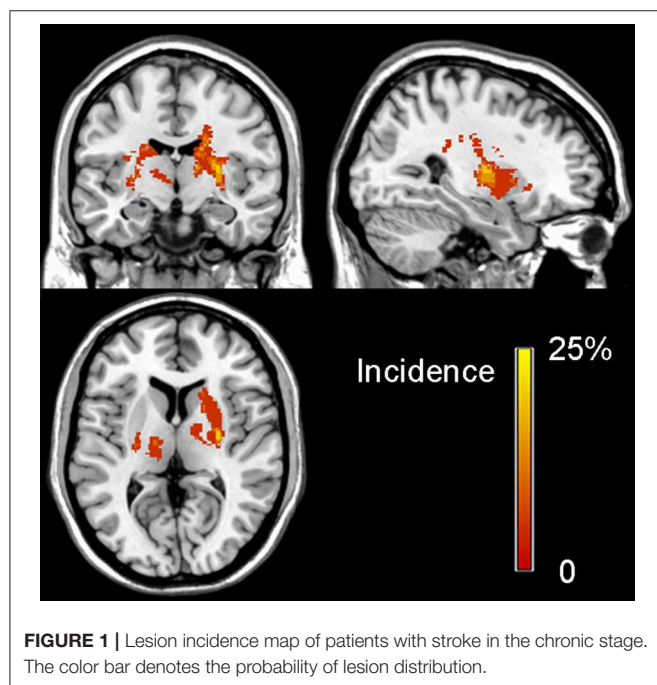 25%
Incidence
0
FIGURE 1 | Lesion incidence map of patients with stroke in the chronic stage.
The color bar denotes the probability of lesion distribution.